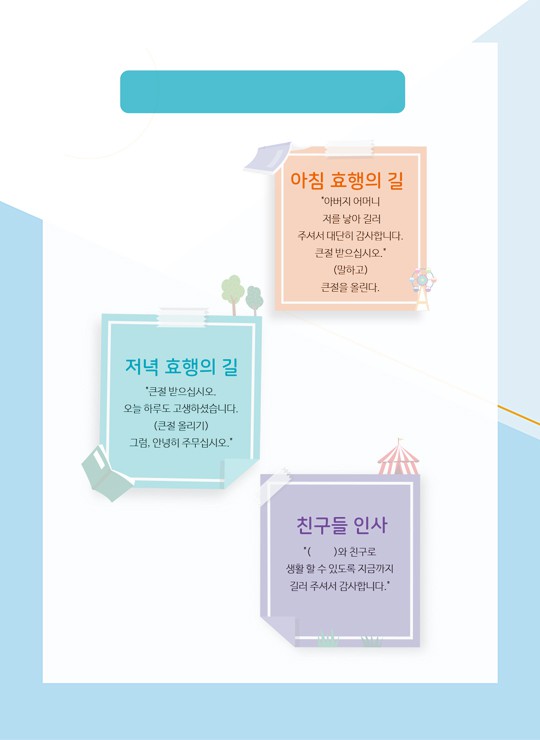 아침 효행의 길
"아버지 어머니
저를 낳아 길러
주셔서 대단히 감사합니다.
큰절 받으십시오."
(말하고)
큰절을 올린다.
저녁 효행의 길
"큰절 받으십시오.
오늘 하루도 고생하셨습니다.
(큰절 올리기)
그럼, 안녕히 주무십시오."
친구들 인사
"(        )와 친구로
생활 할 수 있도록 지금까지
길러 주셔서 감사합니다."